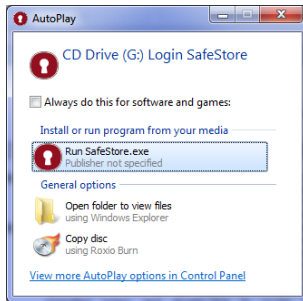 AutoPlay
CD Drive (G:) Login SafeStore
Always do this for software and games:
Install or run program from your media
Run SafeStore.exe
Publisher not specified
General options
Open folder to view files
using Windows Explorer
Copy disc
using Roxio Burn
View more AutoPlay options in Control Panel